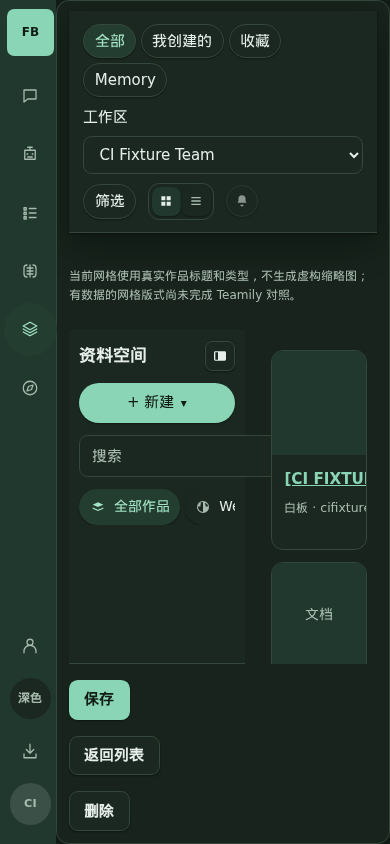 FB
全部
我创建的
收藏
Memory
工作区
CI Fixture Team
筛选
当前网格使用真实作品标题和类型，不生成虚构缩略图；
有数据的网格版式尚未完成 Teamily 对照。
资料空间
+ 新建 ▾
搜索
全部作品
We
[CI FIXTU
白板 · cifixture
文档
深色
CI
保存
返回列表
删除